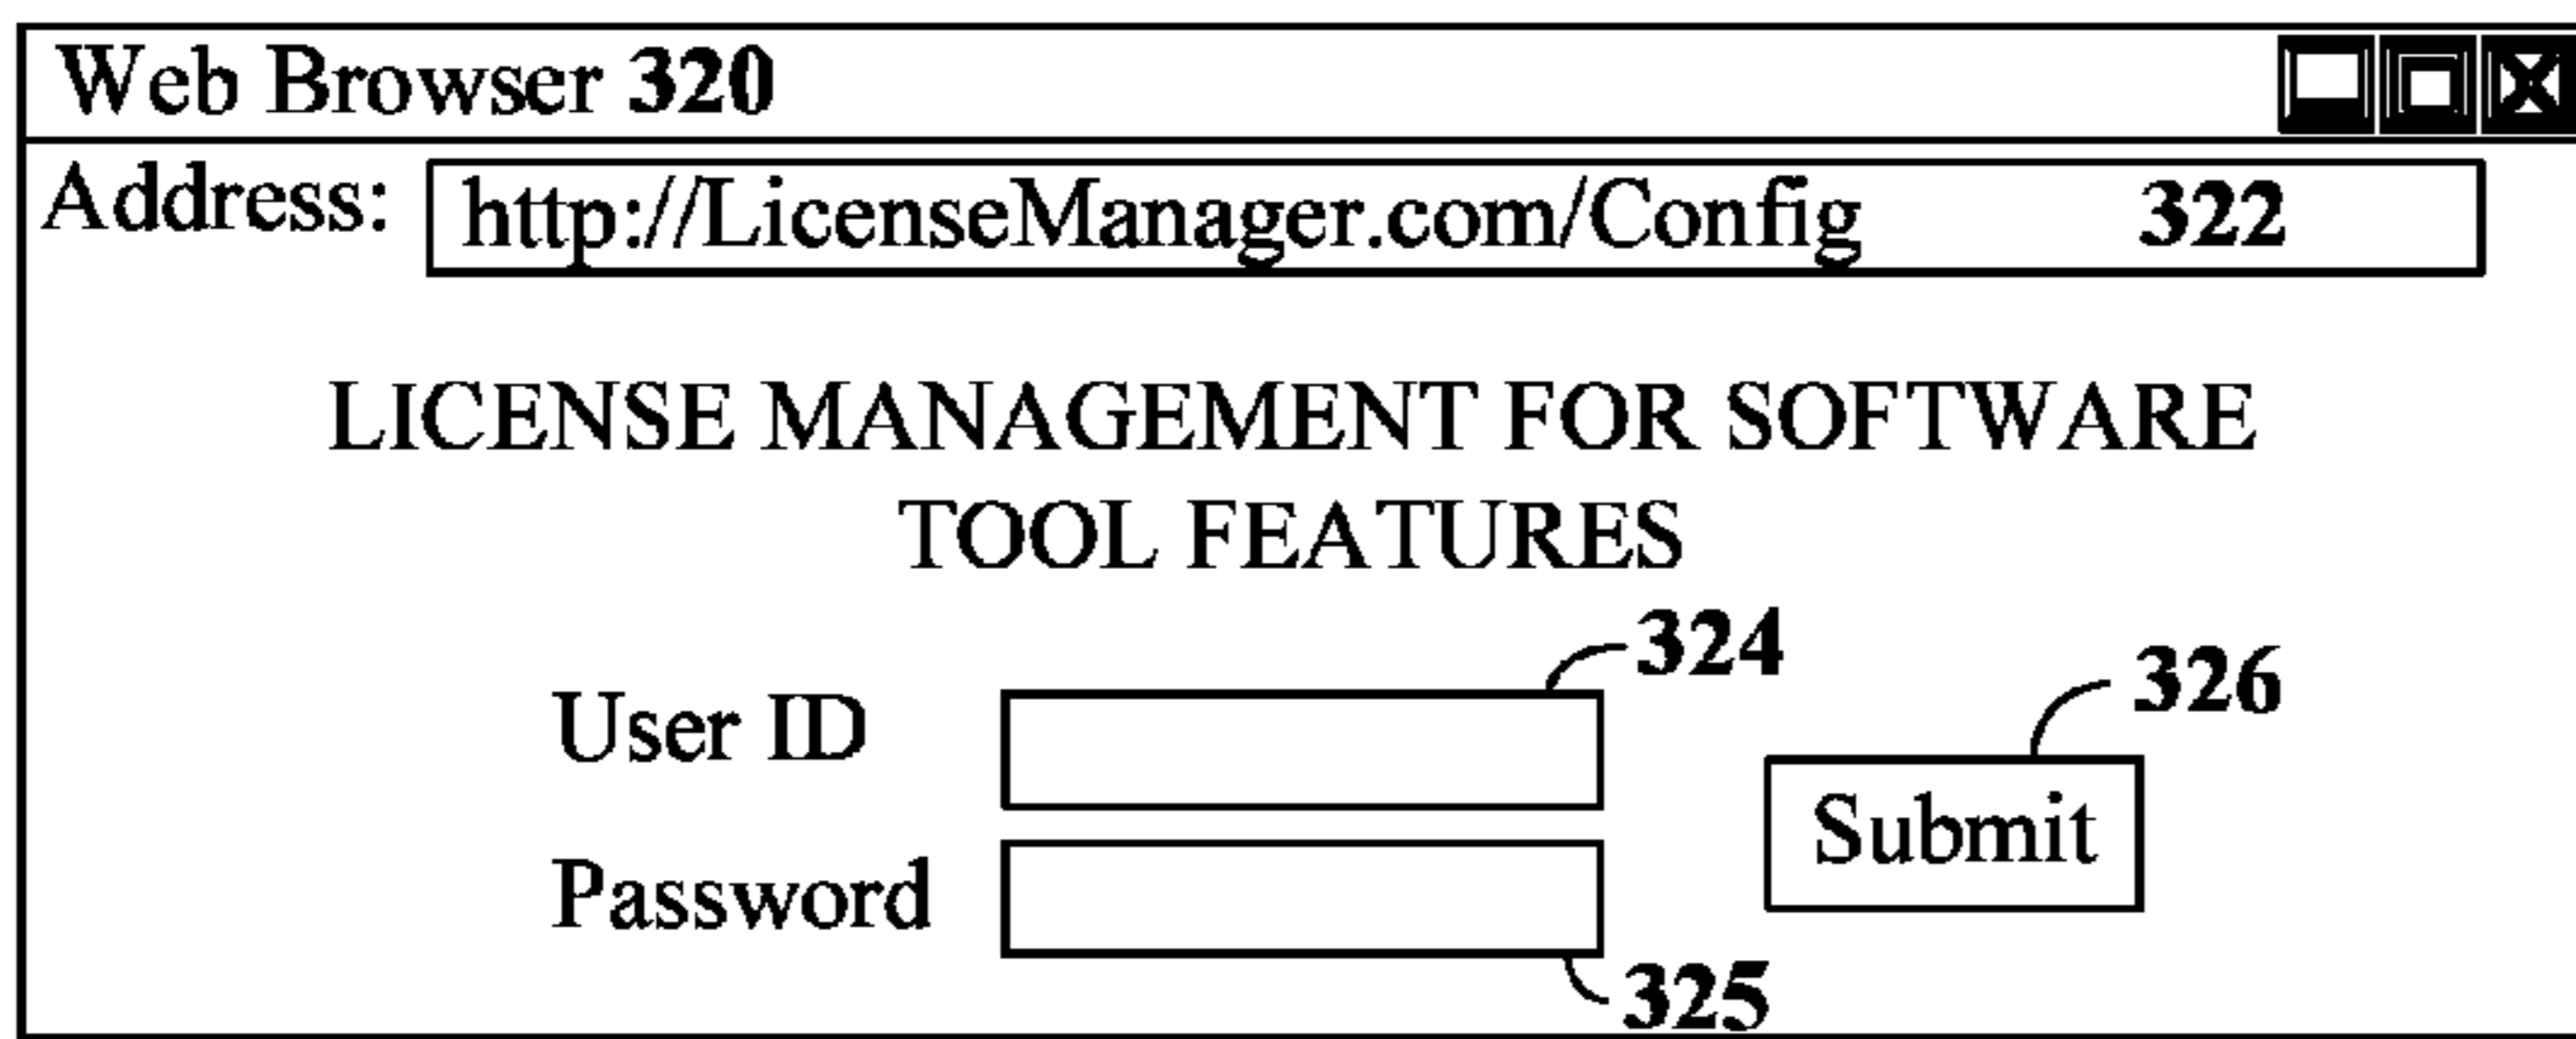 Web Browser 320
Address: http://LicenseManager.com/Config 322
LICENSE MANAGEMENT FOR SOFTWARE
TOOL FEATURES
324
User ID
326
Submit
Password
325